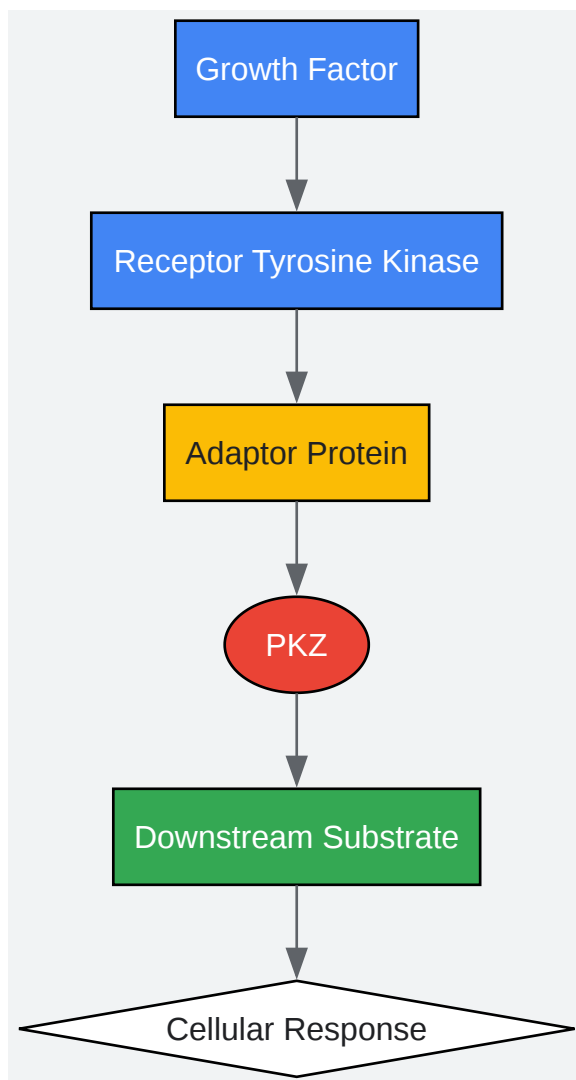 Growth Factor
Receptor Tyrosine Kinase
Adaptor Protein
PKZ
Downstream Substrate
Cellular Response